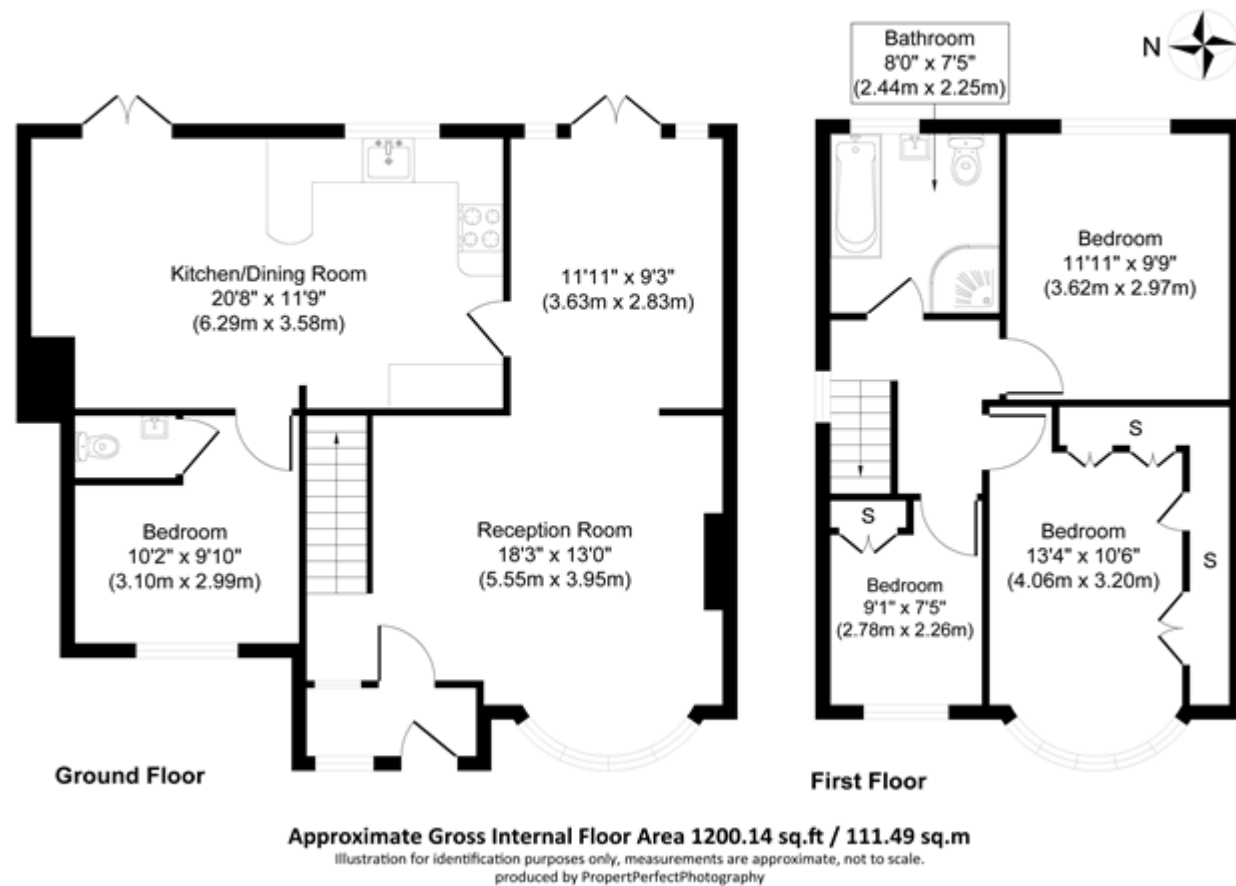 Bathroom
8'0" x 7'5"
(2.44m x 2.25m)
N
Kitchen/Dining Room
20'8" x 11'9"
(6.29m x 3.58m)
11'11" x 9'3"
(3.63m x 2.83m)
Bedroom
10'2" x 9'10"
(3.10m x 2.99m)
Reception Room
18'3" x 13'0"
(5.55m x 3.95m)
Ground Floor
Bedroom
11'11" x 9'9"
(3.62m x 2.97m)
S
S
S
Bedroom
13'4" x 10'6"
(4.06m x 3.20m)
Bedroom
9'1" x 7'5"
(2.78m x 2.26m)
First Floor
Approximate Gross Internal Floor Area 1200.14 sq.ft / 111.49 sq.m
Illustration for identification purposes only, measurements are approximate, not to scale.
produced by PropertPerfectPhotography